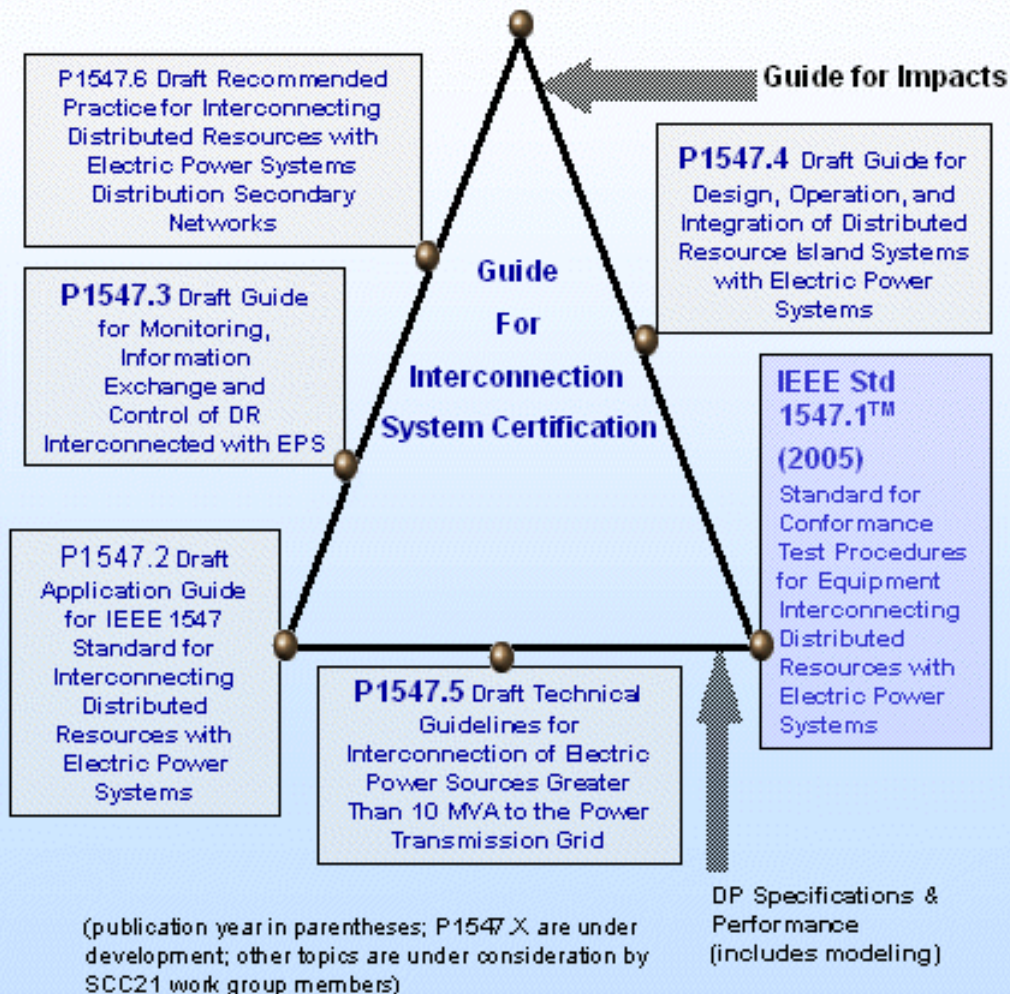 Guide for Impacts
P1547.6 Draft Recommended
Practice for Interconnecting
Distributed Resources with
Electric Power Systems
Distribution Secondary
Networks
P1547.4 Draft Guide for
Design, Operation, and
Integration of Distributed
Resource Island Systems
with Electric Power
Systems
Guide
For
Interconnection
System Certification
P1547.3 Draft Guide
for Monitoring,
Information
Exchange and
Control of DR
Interconnected with EPS
IEEE Std
1547.1TM
(2005)
Standard for
Conformance
Test Procedures
for Equipment
Interconnecting
Distributed
Resources with
Electric Power
Systems
P1547.2 Draft
Application Guide
for IEEE 1547
Standard for
Interconnecting
Distributed
Resources with
Electric Power
Systems
P1547.5 Draft Technical
Guidelines for
Interconnection of Electric
Power Sources Greater
Than 10 MVA to the Power
Transmission Grid
DP Specifications &
Performance
(includes modeling)
(publication year in parentheses; P1547.X are under
development; other topics are under consideration by
SCC21 work group members)